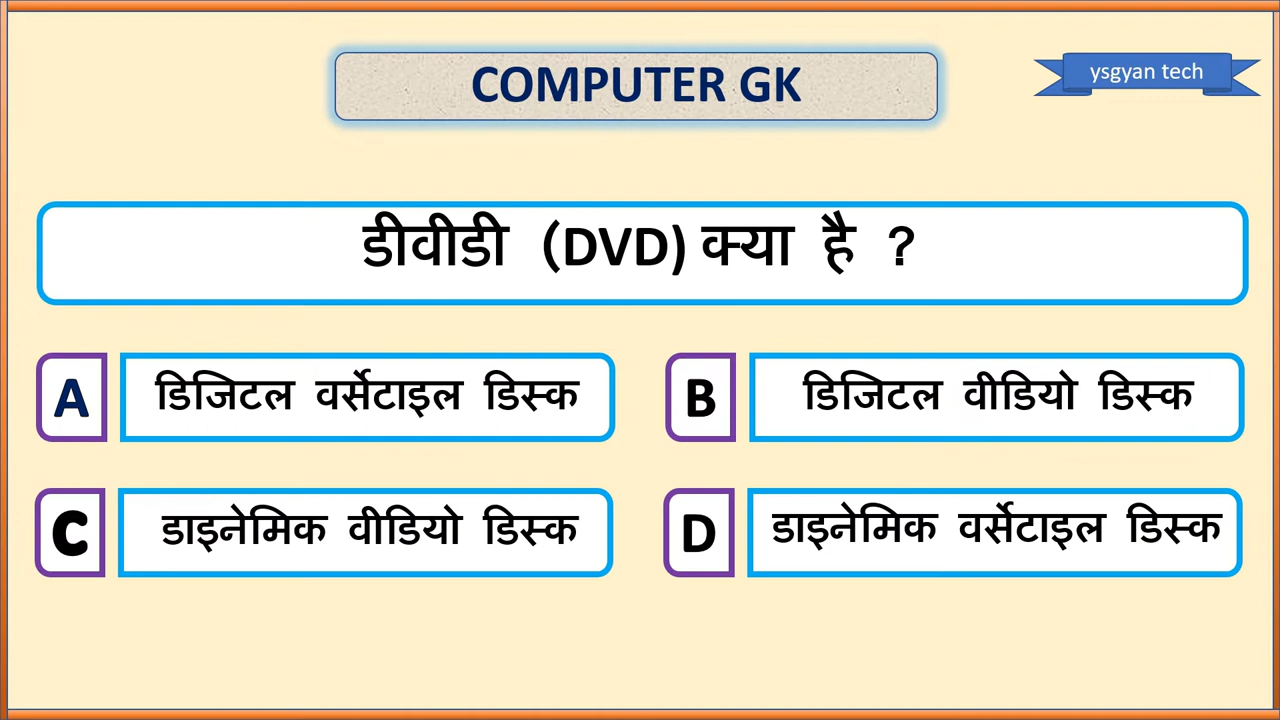 COMPUTER GK
ysgyan tech
डीवीडी (DVD) क्या है ?
A डिजिटल वर्सेटाइल डिस्क
B डिजिटल वीडियो डिस्क
C डाइनेमिक वीडियो डिस्क
D डाइनेमिक वर्सेटाइल डिस्क